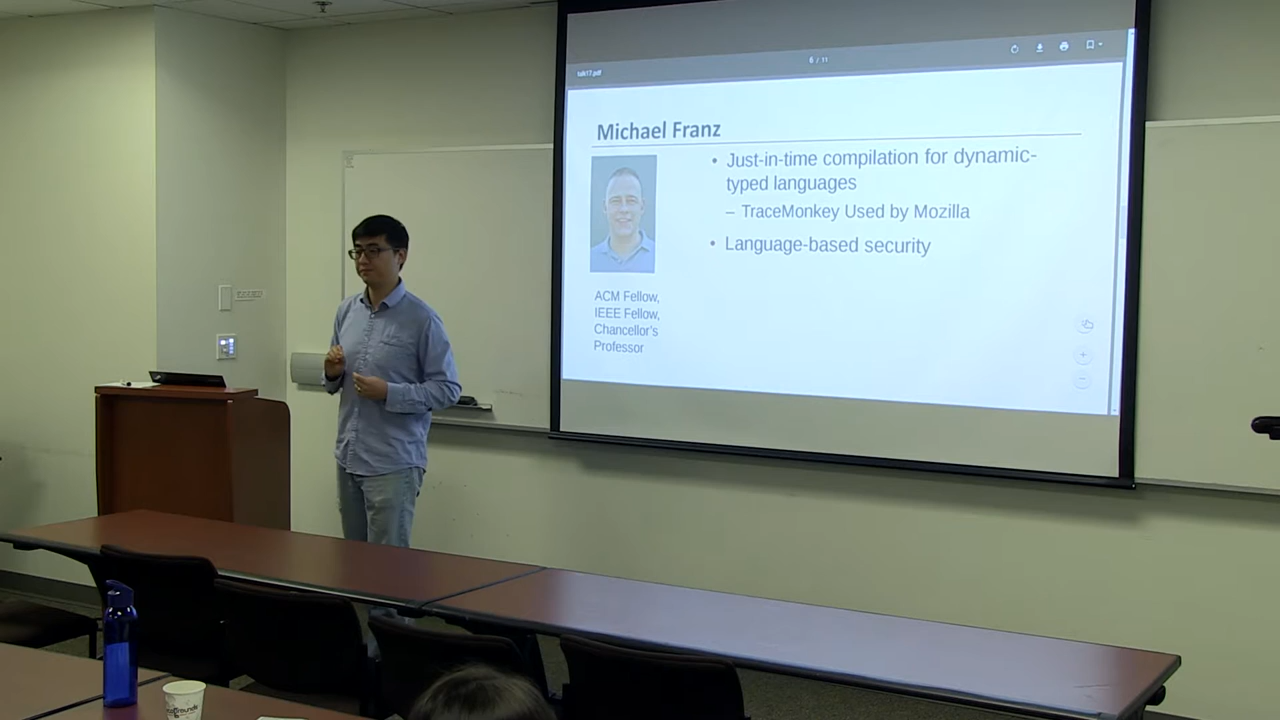 talk17.pdf
6 / 11
Michael Franz
• Just-in-time compilation for dynamic-
typed languages
– TraceMonkey Used by Mozilla
• Language-based security
ACM Fellow,
IEEE Fellow,
Chancellor's
Professor